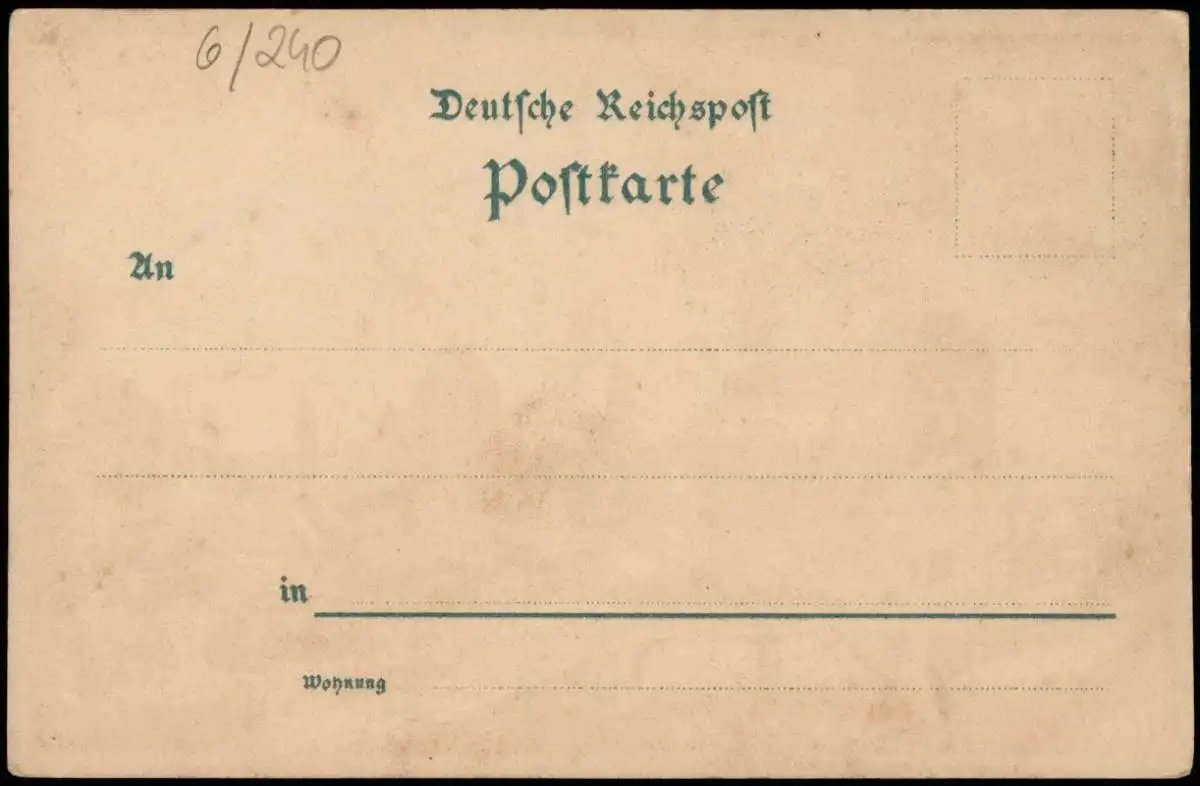 6/240
Deutſche Reichspoſt
Poſtkarte
An
in
Wohnung